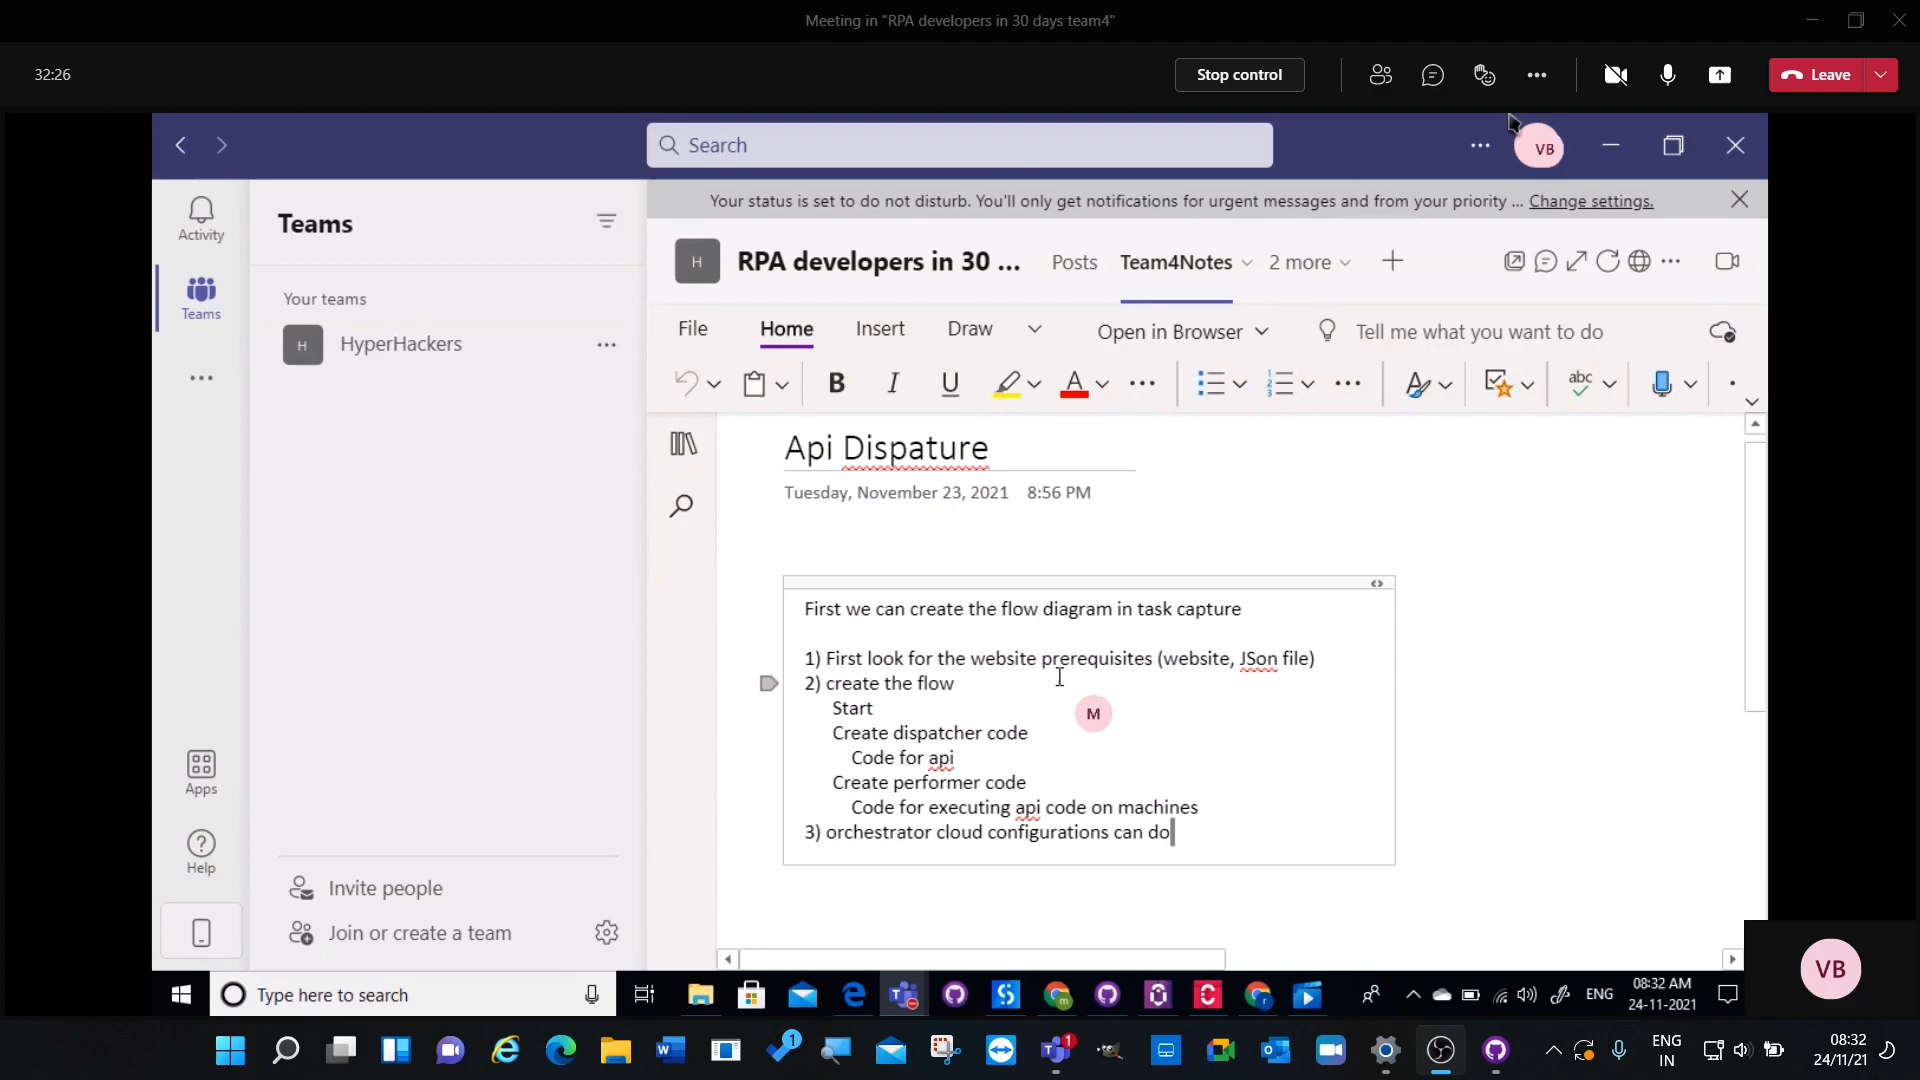 Meeting in "RPA developers in 30 days team4"
32:26
Stop control
Leave
Search
VB
Your status is set to do not disturb. You'll only get notifications for urgent messages and from your priority ... Change settings.
Activity
Teams
Apps
Help
Teams
Your teams
H
HyperHackers
Invite people
Join or create a team
H
RPA developers in 30 ...
Posts
Team4Notes
2 more
File
Home
Insert
Draw
Open in Browser
Tell me what you want to do
B
I
U
A
abc
Api Dispature
Tuesday, November 23, 2021 8:56 PM
First we can create the flow diagram in task capture
1) First look for the website prerequisites (website, JSon file)
2) create the flow
Start
M
Create dispatcher code
Code for api
Create performer code
Code for executing api code on machines
3) orchestrator cloud configurations can do
VB
Type here to search
ENG
08:32 AM
24-11-2021
1
1
ENG
IN
08:32
24/11/21